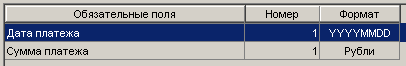 Обязательные поля Номер Формат
Дата платежа 1 YYYYMMDD
Сумма платежа 1 Рубли